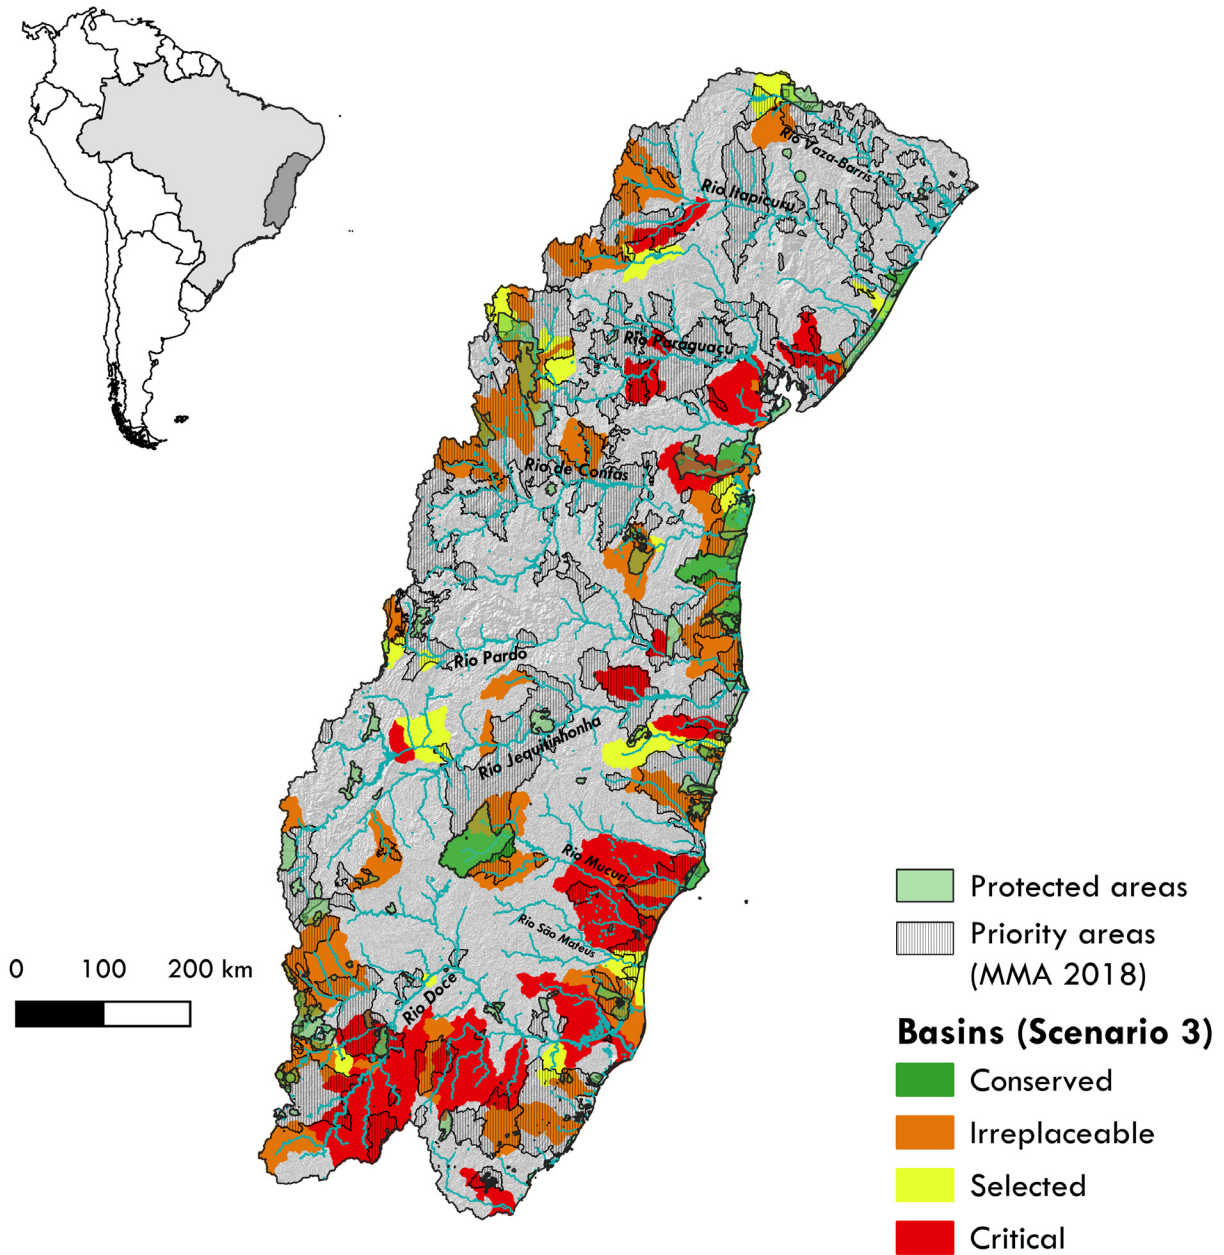 Rio Vaza-Barris
Rio Itapicuru
Rio Paraguaçu
Rio de Contas
Rio Pardo
Rio Jequitinhonha
Rio Mucuri
Rio São Mateus
Rio Doce
0 100 200 km
Protected areas
Priority areas
(MMA 2018)
Basins (Scenario 3)
Conserved
Irreplaceable
Selected
Critical